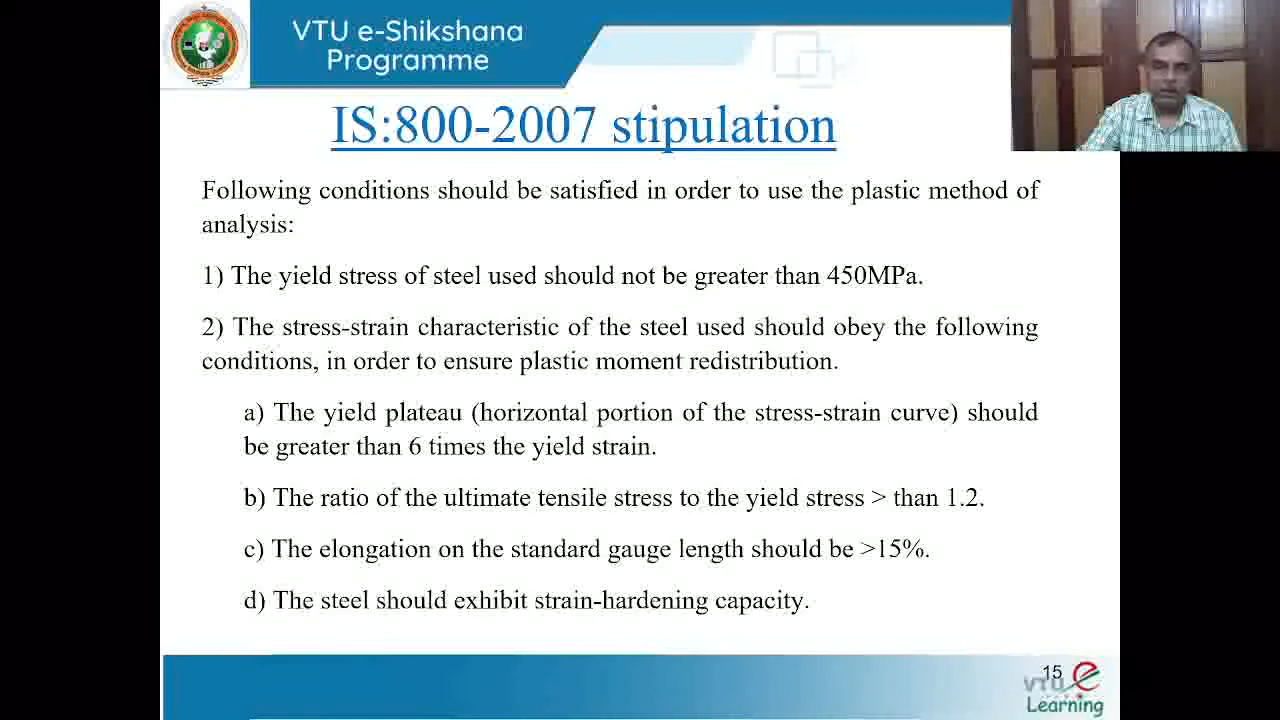 VTU e-Shikshana
Programme
IS:800-2007 stipulation
Following conditions should be satisfied in order to use the plastic method of
analysis:
1) The yield stress of steel used should not be greater than 450MPa.
2) The stress-strain characteristic of the steel used should obey the following
conditions, in order to ensure plastic moment redistribution.
a) The yield plateau (horizontal portion of the stress-strain curve) should
be greater than 6 times the yield strain.
b) The ratio of the ultimate tensile stress to the yield stress > than 1.2.
c) The elongation on the standard gauge length should be >15%.
d) The steel should exhibit strain-hardening capacity.
15
VTU e
Learning